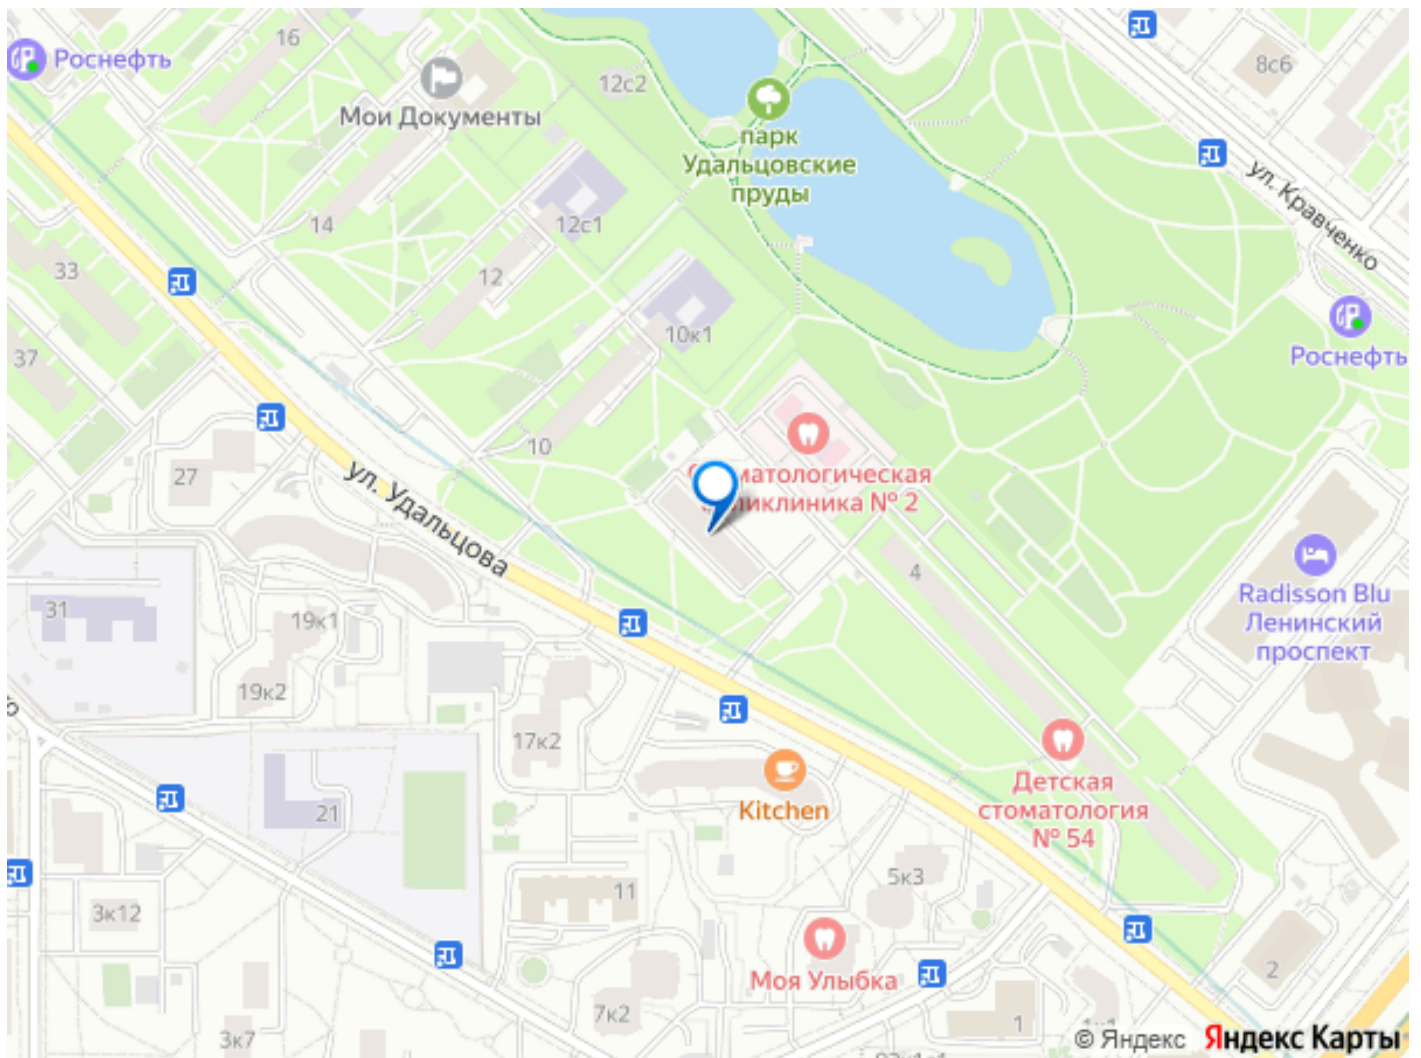 16
Роснефть
12с2
8с6
Мои Документы
парк
Удальцовские
пруды
ул. Кравченко
14
12с1
33
12
10к1
37
Роснефть
10
27
ул. Удальцова
матологическая
иклиника № 2
4
31
19к1
Radisson Blu
Ленинский
проспект
19к2
17к2
Kitchen
21
Детская
стоматология
№ 54
5к3
11
3к12
Моя Улыбка
2
7к2
3к7
1
© Яндекс
Яндекс Карты